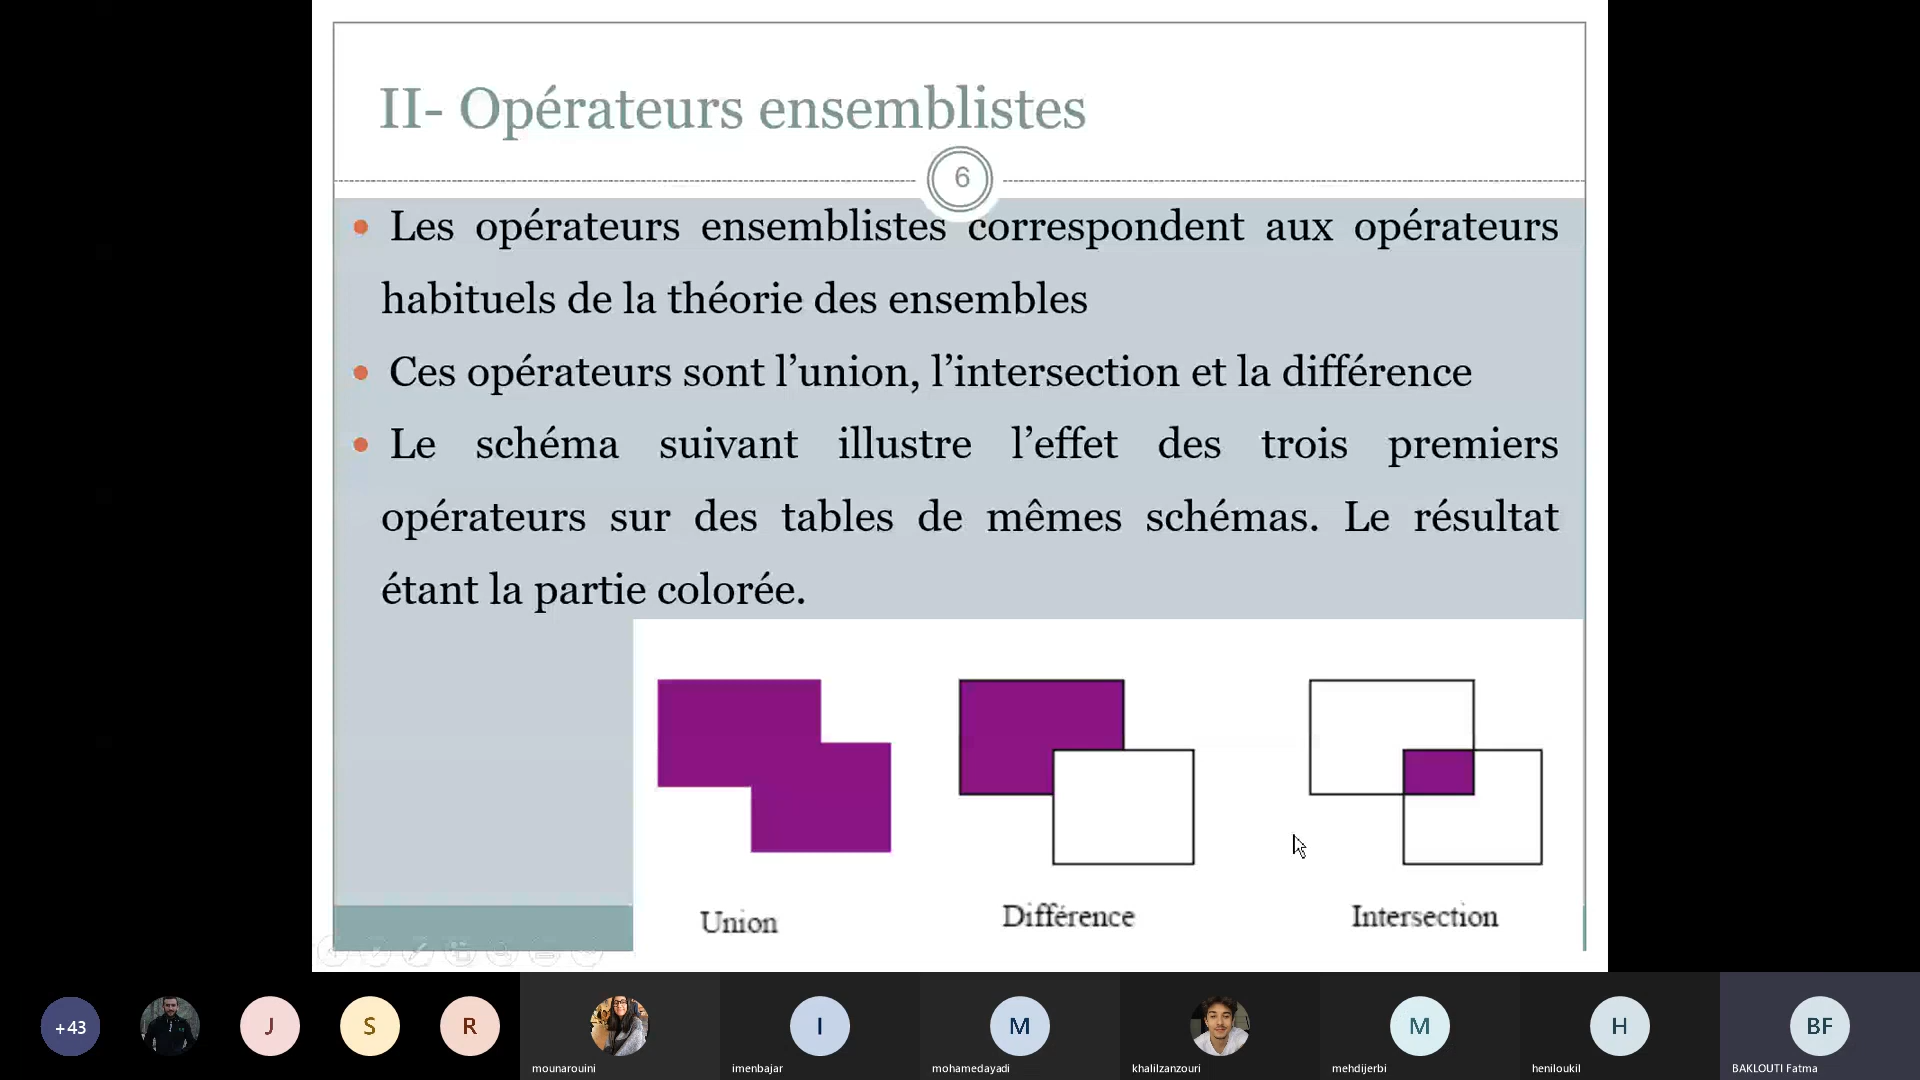 II- Opérateurs ensemblistes
6
Les opérateurs ensemblistes correspondent aux opérateurs
habituels de la théorie des ensembles
Ces opérateurs sont l’union, l’intersection et la différence
Le schéma suivant illustre l’effet des trois premiers
opérateurs sur des tables de mêmes schémas. Le résultat
étant la partie colorée.
Union
Différence
Intersection
+43
J
S
R
I
M
M
H
BF
mounarouini
imenbajar
mohamedayadi
khalilzanzouri
mehdijerbi
heniloukil
BAKLOUTI Fatma